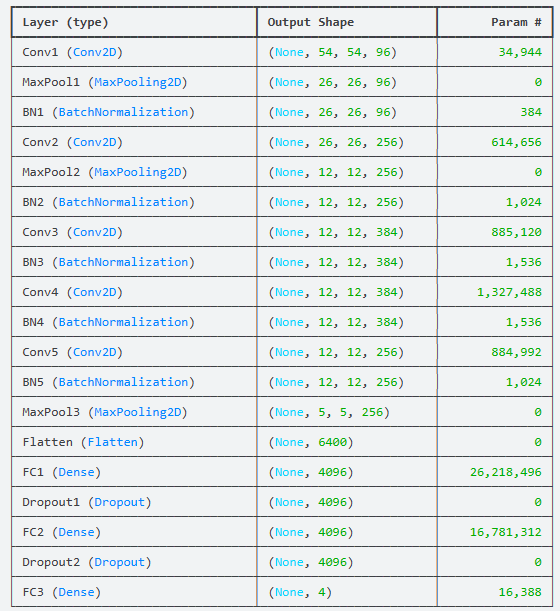 Layer (type) Output Shape Param #
Conv1 (Conv2D) (None, 54, 54, 96) 34,944
MaxPool1 (MaxPooling2D) (None, 26, 26, 96) 0
BN1 (BatchNormalization) (None, 26, 26, 96) 384
Conv2 (Conv2D) (None, 26, 26, 256) 614,656
MaxPool2 (MaxPooling2D) (None, 12, 12, 256) 0
BN2 (BatchNormalization) (None, 12, 12, 256) 1,024
Conv3 (Conv2D) (None, 12, 12, 384) 885,120
BN3 (BatchNormalization) (None, 12, 12, 384) 1,536
Conv4 (Conv2D) (None, 12, 12, 384) 1,327,488
BN4 (BatchNormalization) (None, 12, 12, 384) 1,536
Conv5 (Conv2D) (None, 12, 12, 256) 884,992
BN5 (BatchNormalization) (None, 12, 12, 256) 1,024
MaxPool3 (MaxPooling2D) (None, 5, 5, 256) 0
Flatten (Flatten) (None, 6400) 0
FC1 (Dense) (None, 4096) 26,218,496
Dropout1 (Dropout) (None, 4096) 0
FC2 (Dense) (None, 4096) 16,781,312
Dropout2 (Dropout) (None, 4096) 0
FC3 (Dense) (None, 4) 16,388